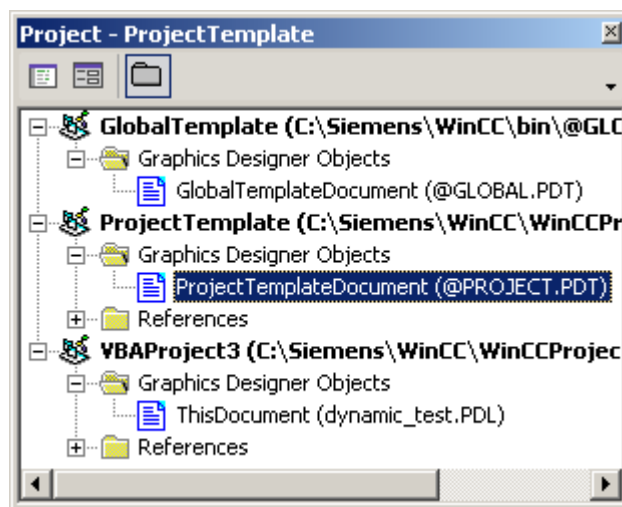 Project - ProjectTemplate
GlobalTemplate (C:\Siemens\WinCC\bin\@GLO
Graphics Designer Objects
GlobalTemplateDocument (@GLOBAL.PDT)
ProjectTemplate (C:\Siemens\WinCC\WinCCPr
Graphics Designer Objects
ProjectTemplateDocument (@PROJECT.PDT)
References
VBAProject3 (C:\Siemens\WinCC\WinCCProjec
Graphics Designer Objects
ThisDocument (dynamic_test.PDL)
References